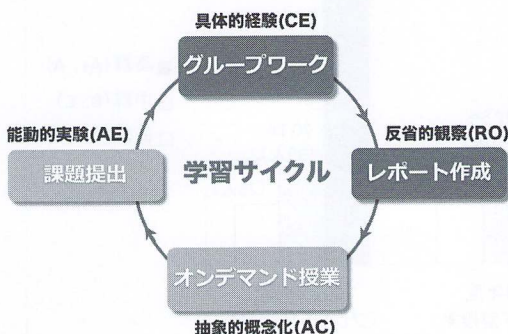 具体的経験(CE)
グループワーク
能動的実験(AE)
反省的観察(RO)
課題提出
学習サイクル
レポート作成
オンデマンド授業
抽象的概念化(AC)